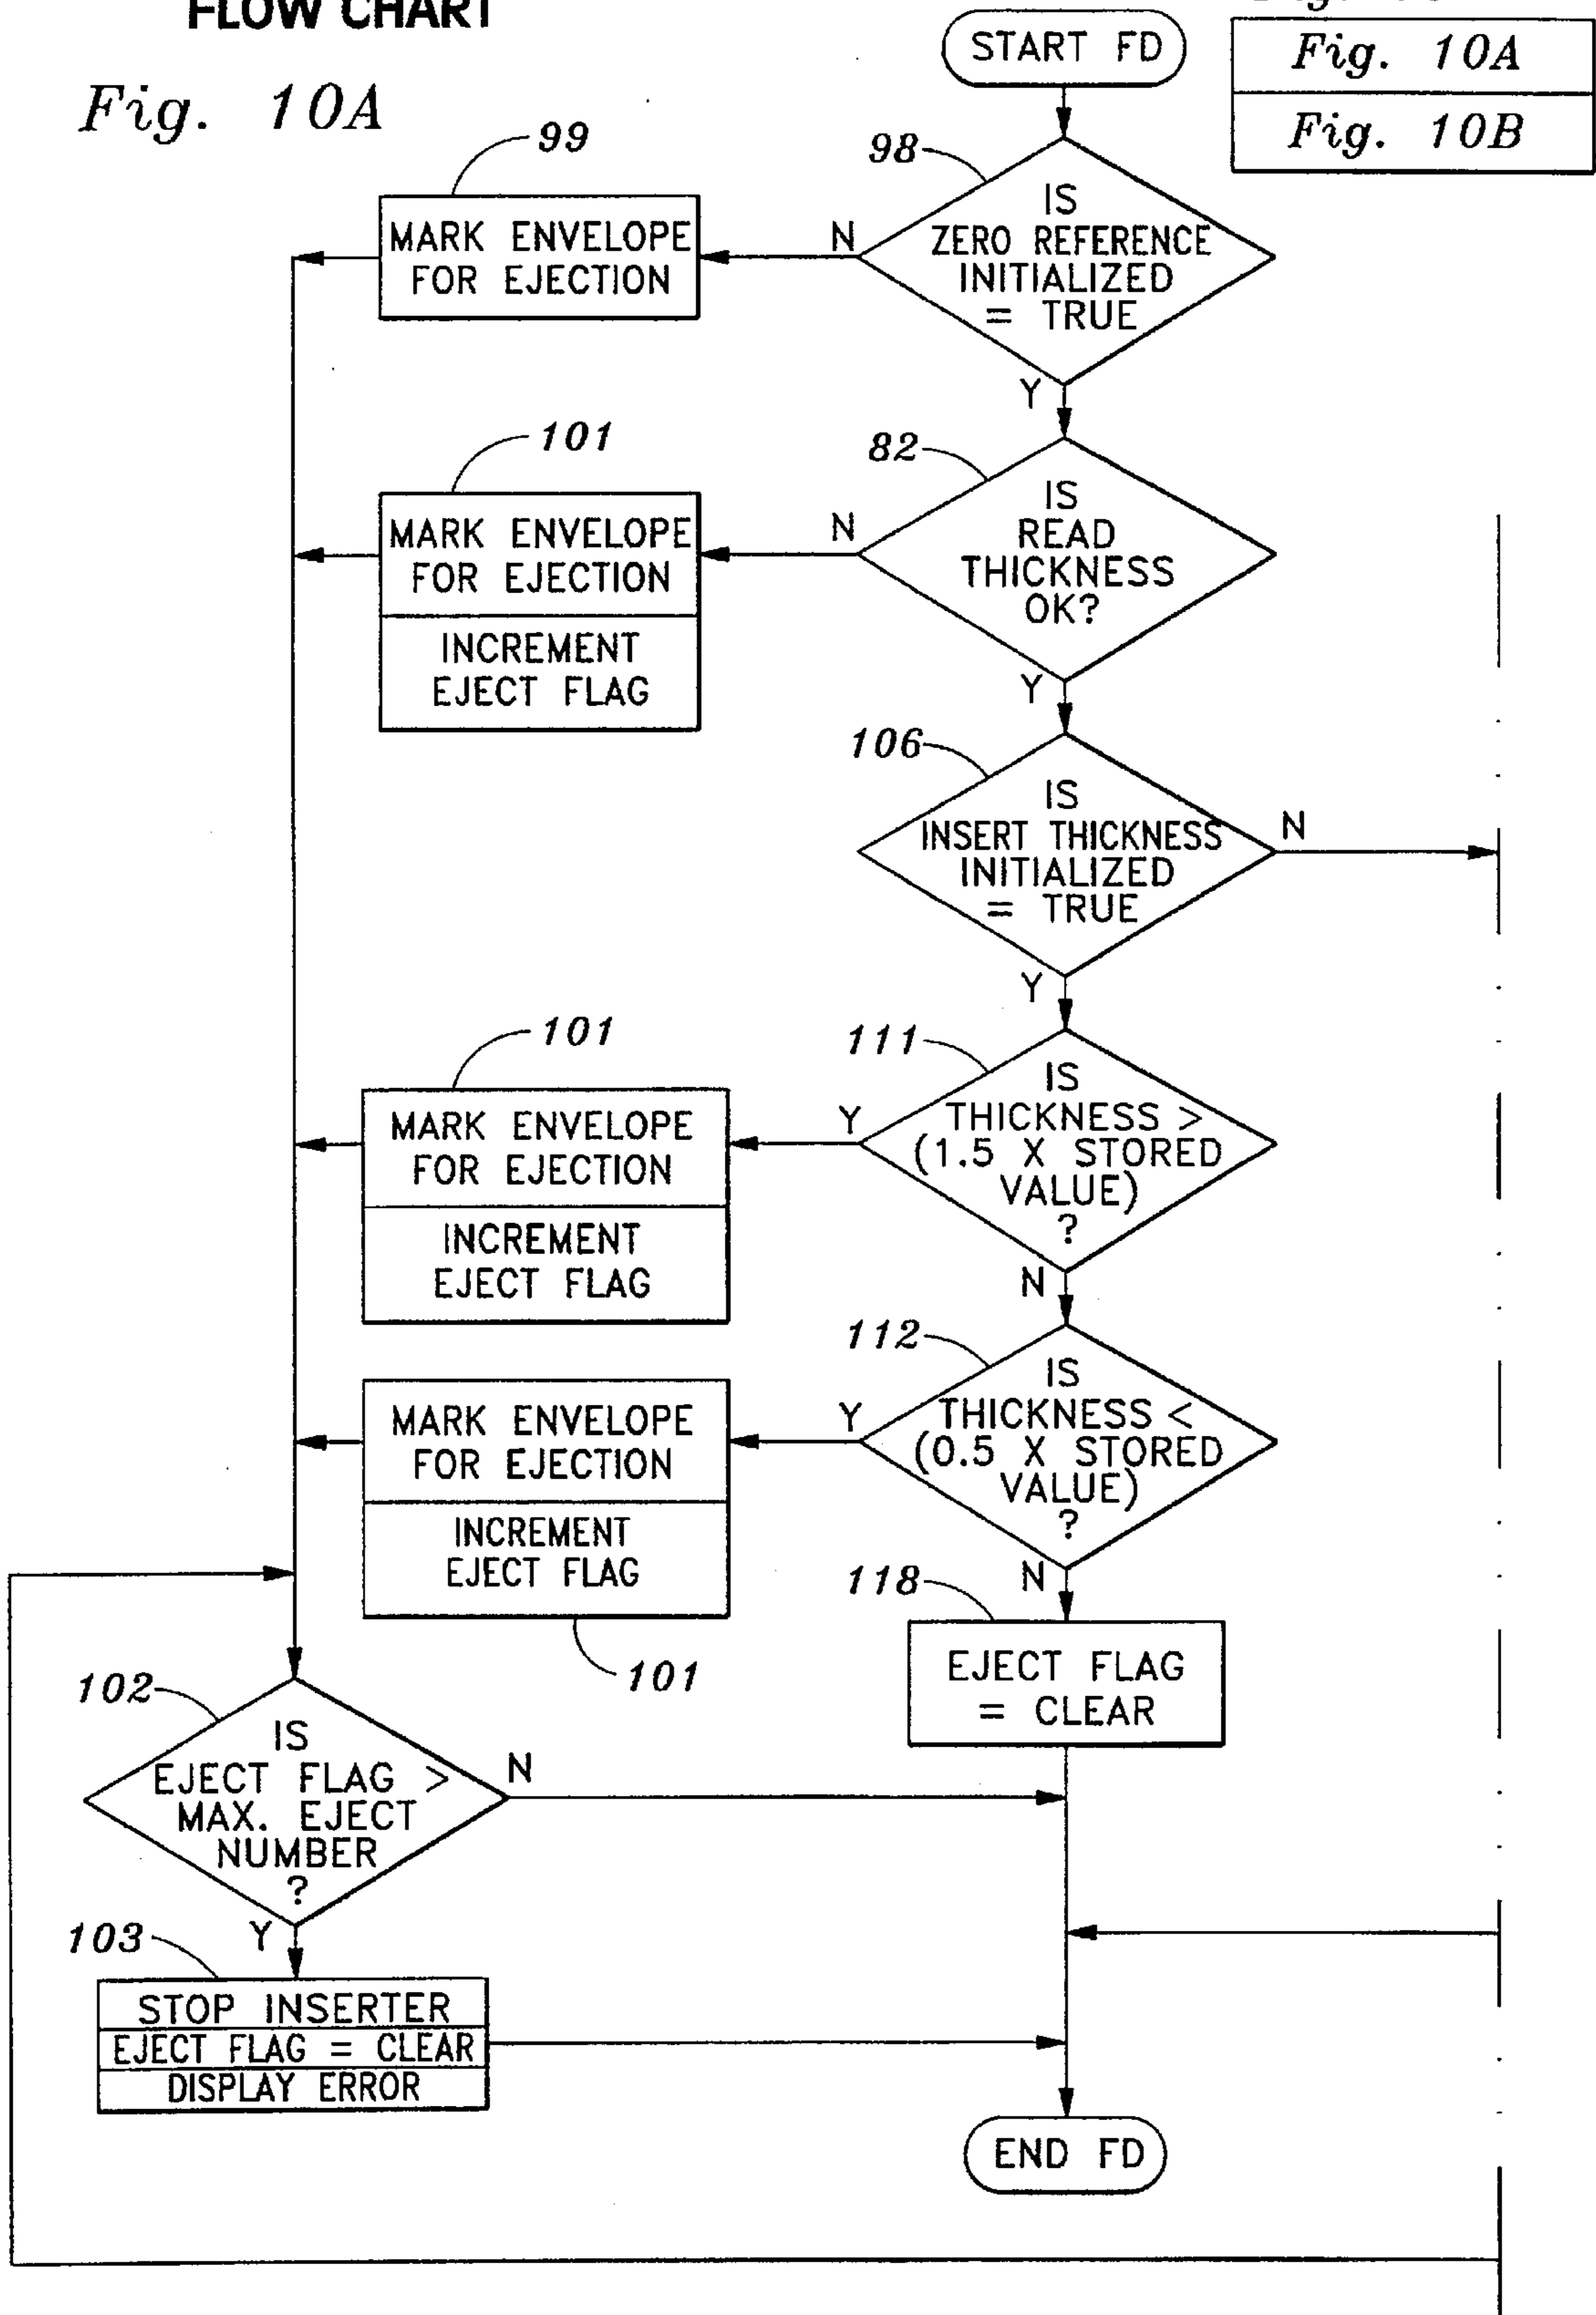 FLOW CHART
Fig. 10A
Fig. 10A
Fig. 10B
START FD
98
IS
ZERO REFERENCE
INITIALIZED
= TRUE
N
Y
99
MARK ENVELOPE
FOR EJECTION
82
IS
READ
THICKNESS
OK?
N
Y
101
MARK ENVELOPE
FOR EJECTION
INCREMENT
EJECT FLAG
106
IS
INSERT THICKNESS
INITIALIZED
= TRUE
N
Y
111
IS
THICKNESS >
(1.5 X STORED
VALUE)
?
Y
N
101
MARK ENVELOPE
FOR EJECTION
INCREMENT
EJECT FLAG
112
IS
THICKNESS <
(0.5 X STORED
VALUE)
?
Y
N
MARK ENVELOPE
FOR EJECTION
INCREMENT
EJECT FLAG
101
118
EJECT FLAG
= CLEAR
102
IS
EJECT FLAG >
MAX. EJECT
NUMBER
?
N
Y
103
STOP INSERTER
EJECT FLAG = CLEAR
DISPLAY ERROR
END FD